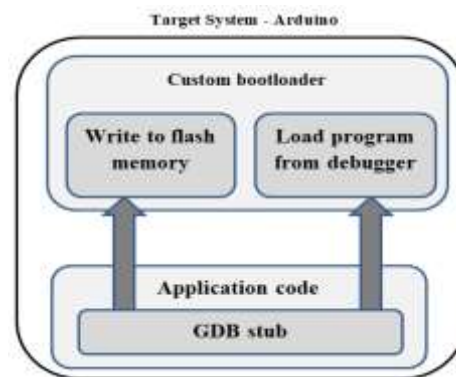 Target System - Arduino
Custom bootloader
Write to flash
memory
Load program
from debugger
Application code
GDB stub